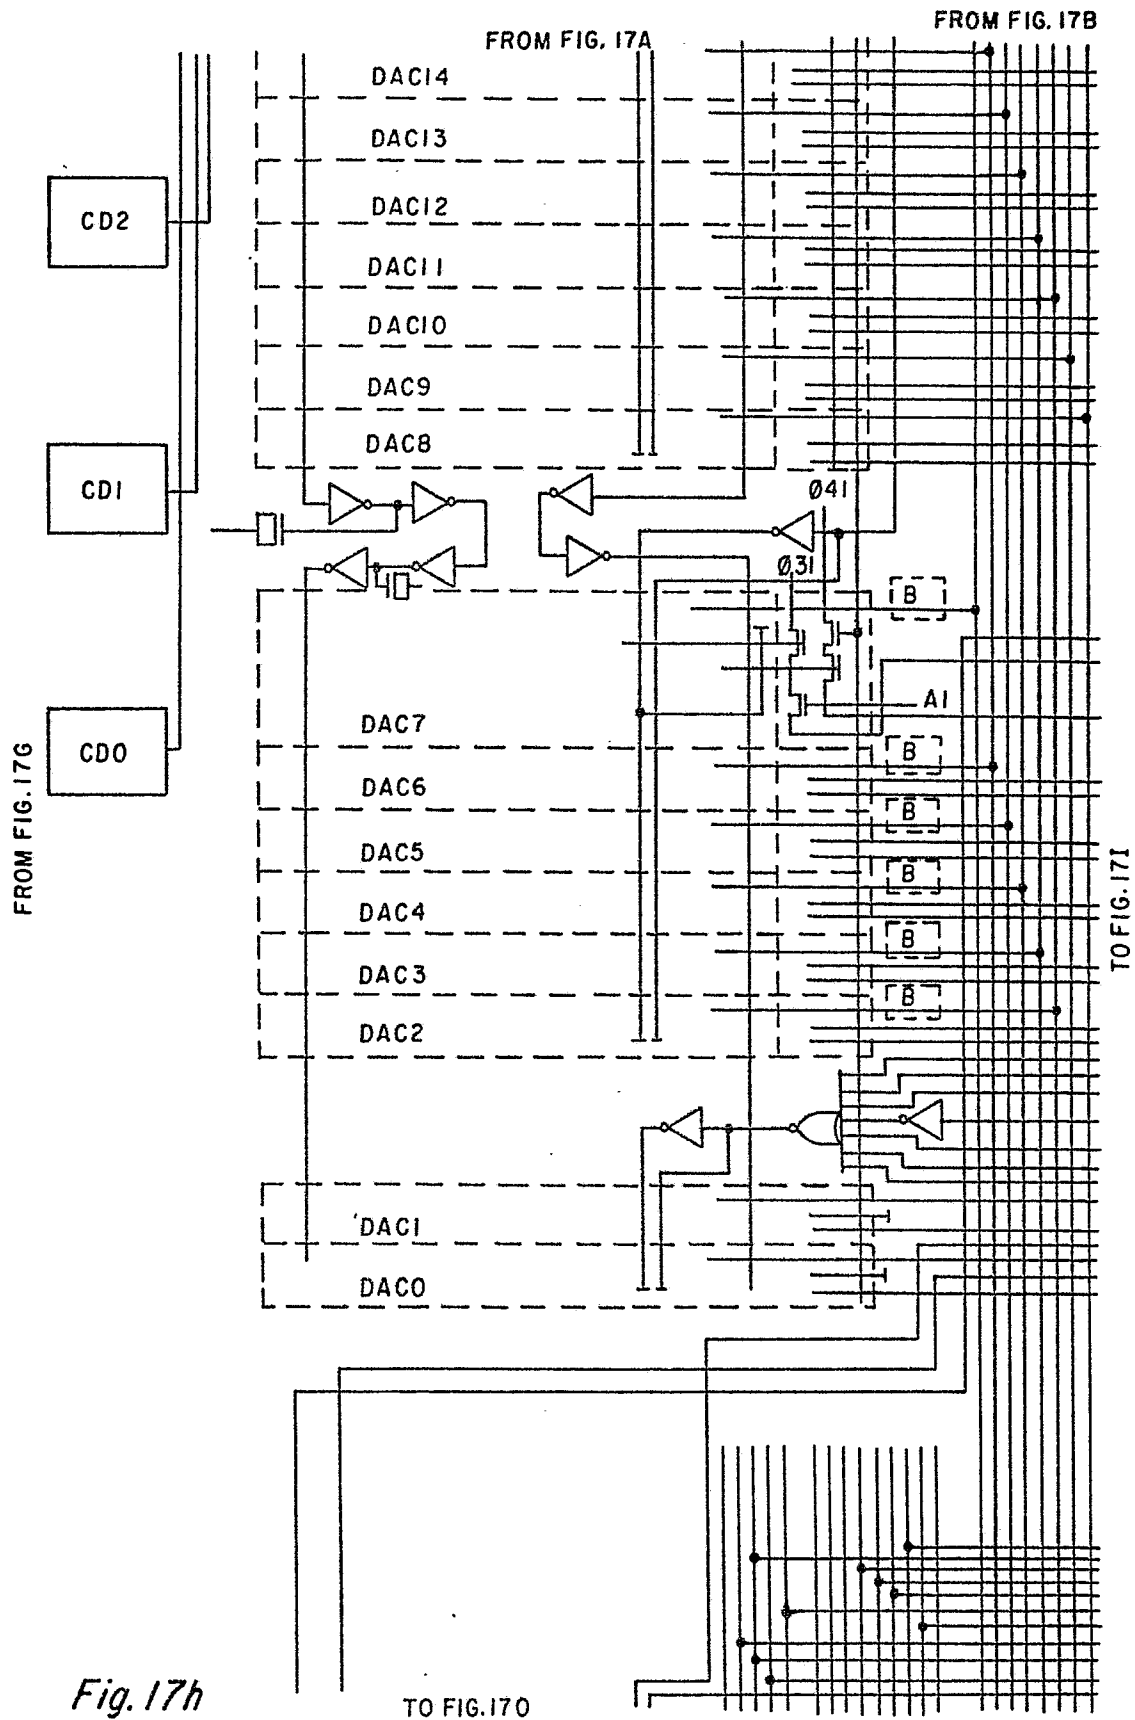 FROM FIG. 17B
FROM FIG. 17A
DAC14
DAC13
DAC12
DAC11
DAC10
DAC9
DAC8
CD2
CD1
CD0
FROM FIG. 17G
Ø41
Ø31
B
A1
DAC7
B
DAC6
B
DAC5
B
DAC4
B
DAC3
B
DAC2
TO FIG. 17I
DAC1
DAC0
Fig. 17h
TO FIG. 17O